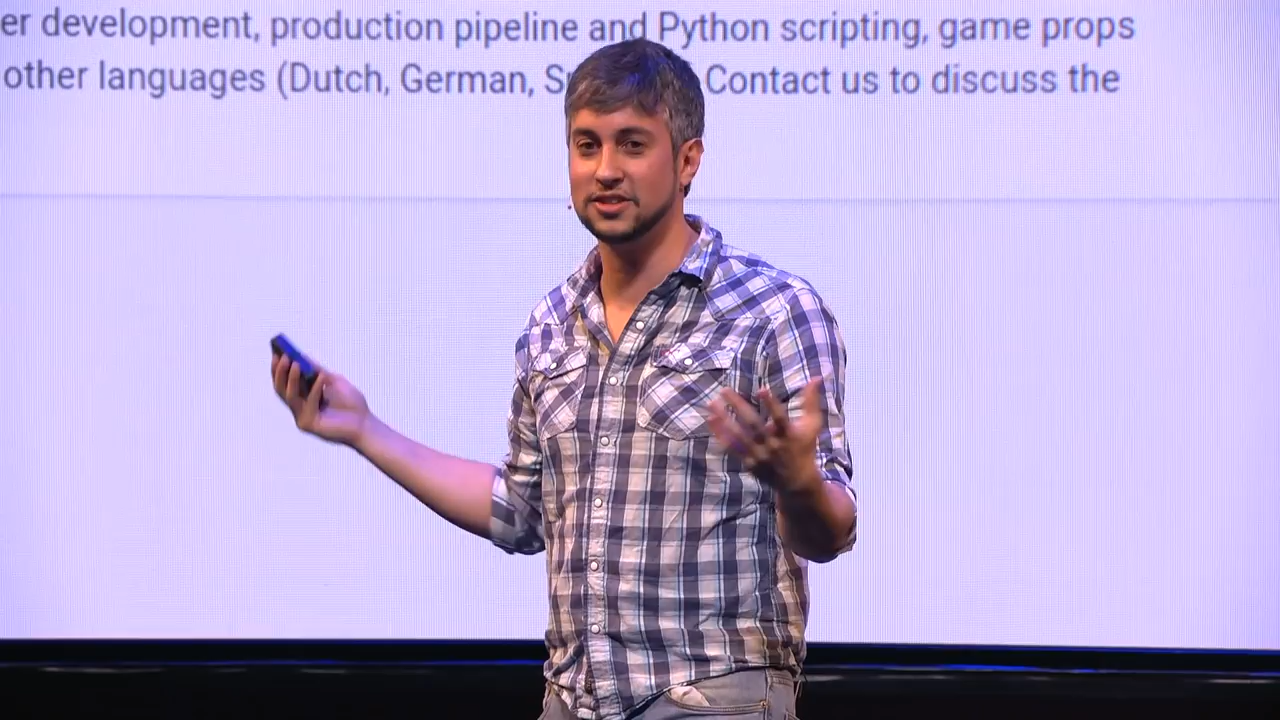 er development, production pipeline and Python scripting, game props
other languages (Dutch, German, Contact us to discuss the